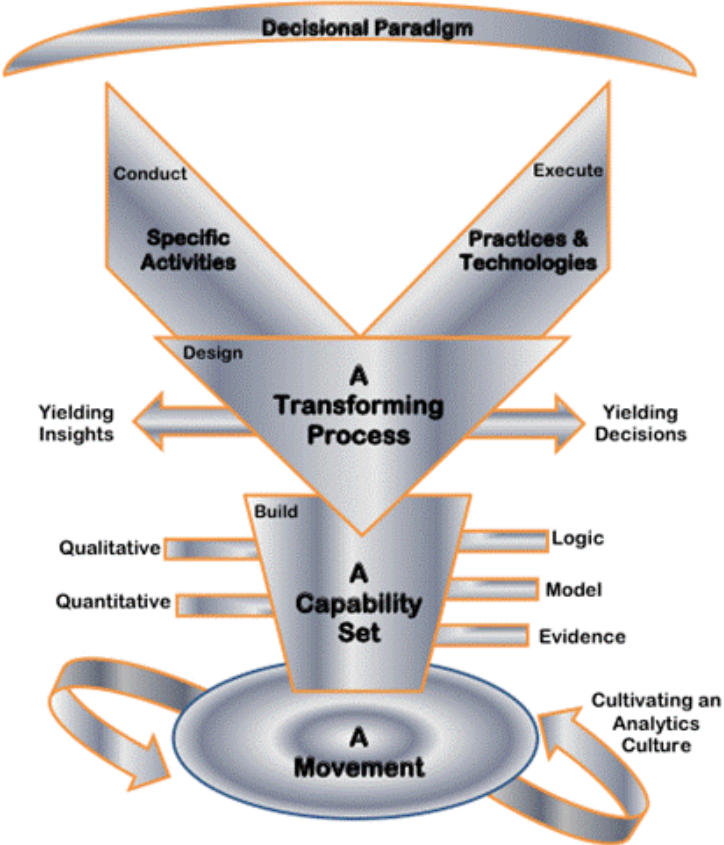 Decisional Paradigm
Conduct
Execute
Specific
Activities
Practices &
Technologies
Design
A
Transforming
Process
Yielding
Insights
Yielding
Decisions
Build
Qualitative
Quantitative
A
Capability
Set
Logic
Model
Evidence
Cultivating an
Analytics
Culture
A
Movement